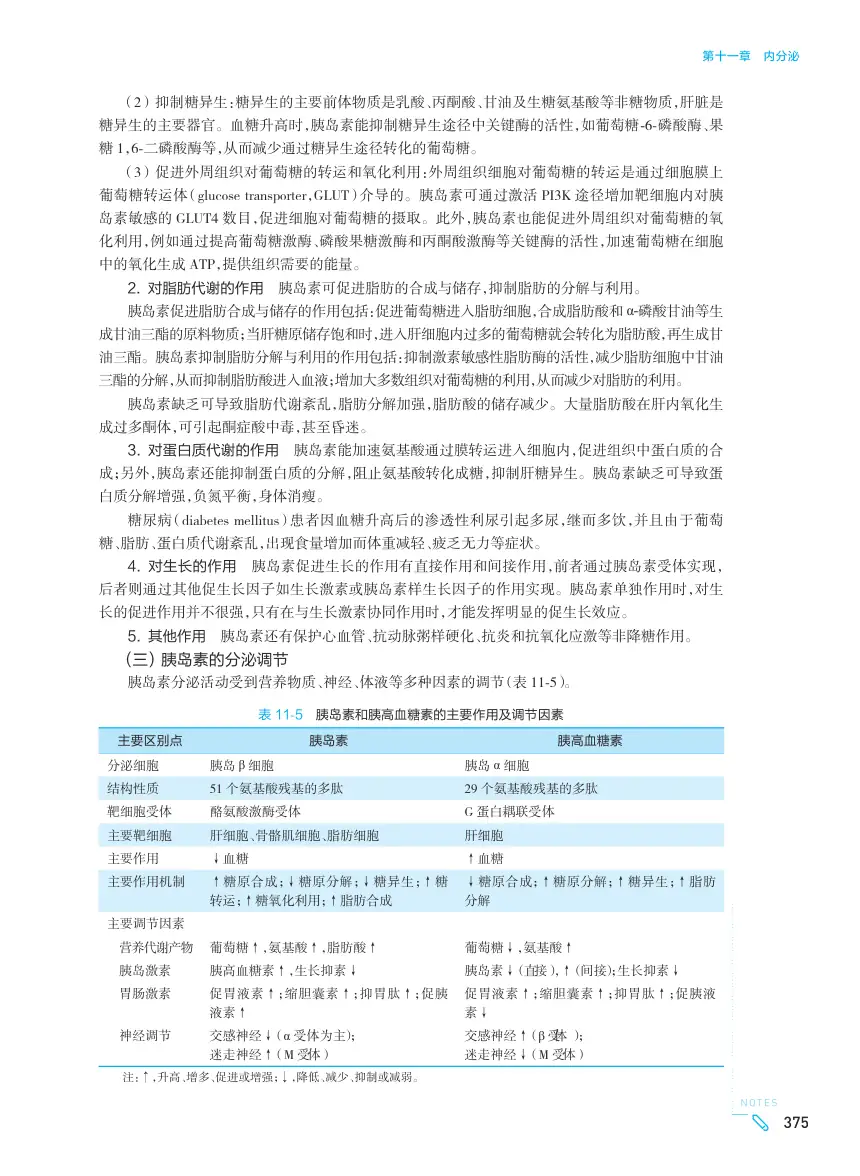 第十一章 内分泌
（2）抑制糖异生:糖异生的主要前体物质是乳酸、丙酮酸、甘油及生糖氨基酸等非糖物质,肝脏是
糖异生的主要器官。血糖升高时,胰岛素能抑制糖异生途径中关键酶的活性,如葡萄糖-6-磷酸酶、果
糖1,6-二磷酸酶等,从而减少通过糖异生途径转化的葡萄糖。
（3）促进外周组织对葡萄糖的转运和氧化利用:外周组织细胞对葡萄糖的转运是通过细胞膜上
葡萄糖转运体（glucose transporter,GLUT）介导的。胰岛素可通过激活 PI3K 途径增加靶细胞内对胰
岛素敏感的 GLUT4 数目,促进细胞对葡萄糖的摄取。此外,胰岛素也能促进外周组织对葡萄糖的氧
化利用,例如通过提高葡萄糖激酶、磷酸果糖激酶和丙酮酸激酶等关键酶的活性,加速葡萄糖在细胞
中的氧化生成 ATP,提供组织需要的能量。
2. 对脂肪代谢的作用 胰岛素可促进脂肪的合成与储存,抑制脂肪的分解与利用。
胰岛素促进脂肪合成与储存的作用包括:促进葡萄糖进入脂肪细胞,合成脂肪酸和 α-磷酸甘油等生
成甘油三酯的原料物质;当肝糖原储存饱和时,进入肝细胞内过多的葡萄糖就会转化为脂肪酸,再生成甘
油三酯。胰岛素抑制脂肪分解与利用的作用包括:抑制激素敏感性脂肪酶的活性,减少脂肪细胞中甘油
三酯的分解,从而抑制脂肪酸进入血液;增加大多数组织对葡萄糖的利用,从而减少对脂肪的利用。
胰岛素缺乏可导致脂肪代谢紊乱,脂肪分解加强,脂肪酸的储存减少。大量脂肪酸在肝内氧化生
成过多酮体,可引起酮症酸中毒,甚至昏迷。
3. 对蛋白质代谢的作用 胰岛素能加速氨基酸通过膜转运进入细胞内,促进组织中蛋白质的合
成;另外,胰岛素还能抑制蛋白质的分解,阻止氨基酸转化成糖,抑制肝糖异生。胰岛素缺乏可导致蛋
白质分解增强,负氮平衡,身体消瘦。
糖尿病（diabetes mellitus）患者因血糖升高后的渗透性利尿引起多尿,继而多饮,并且由于葡萄
糖、脂肪、蛋白质代谢紊乱,出现食量增加而体重减轻、疲乏无力等症状。
4. 对生长的作用 胰岛素促进生长的作用有直接作用和间接作用,前者通过胰岛素受体实现,
后者则通过其他促生长因子如生长激素或胰岛素样生长因子的作用实现。胰岛素单独作用时,对生
长的促进作用并不很强,只有在与生长激素协同作用时,才能发挥明显的促生长效应。
5. 其他作用 胰岛素还有保护心血管、抗动脉粥样硬化、抗炎和抗氧化应激等非降糖作用。
（三）胰岛素的分泌调节
胰岛素分泌活动受到营养物质、神经、体液等多种因素的调节（表 11-5）。
表 11-5 胰岛素和胰高血糖素的主要作用及调节因素
主要区别点 胰岛素 胰高血糖素
分泌细胞 胰岛 β 细胞 胰岛 α 细胞
结构性质 51 个氨基酸残基的多肽 29 个氨基酸残基的多肽
靶细胞受体 酪氨酸激酶受体 G 蛋白耦联受体
主要靶细胞 肝细胞、骨骼肌细胞、脂肪细胞 肝细胞
主要作用 ↓血糖 ↑血糖
主要作用机制 ↑糖原合成;↓糖原分解;↓糖异生;↑糖 ↓糖原合成;↑糖原分解;↑糖异生;↑脂肪
转运;↑糖氧化利用;↑脂肪合成 分解
主要调节因素
营养代谢产物 葡萄糖↑,氨基酸↑,脂肪酸↑ 葡萄糖↓,氨基酸↑
胰岛激素 胰高血糖素↑,生长抑素↓ 胰岛素↓（直接）,↑（间接）;生长抑素↓
胃肠激素 促胃液素↑;缩胆囊素↑;抑胃肽↑;促胰 促胃液素↑;缩胆囊素↑;抑胃肽↑;促胰液
液素↑ 素↓
神经调节 交感神经↓（α 受体为主）; 交感神经↑（β 受体）;
迷走神经↑（M 受体） 迷走神经↓（M 受体）
注:↑,升高、增多、促进或增强;↓,降低、减少、抑制或减弱。
NOTES
375